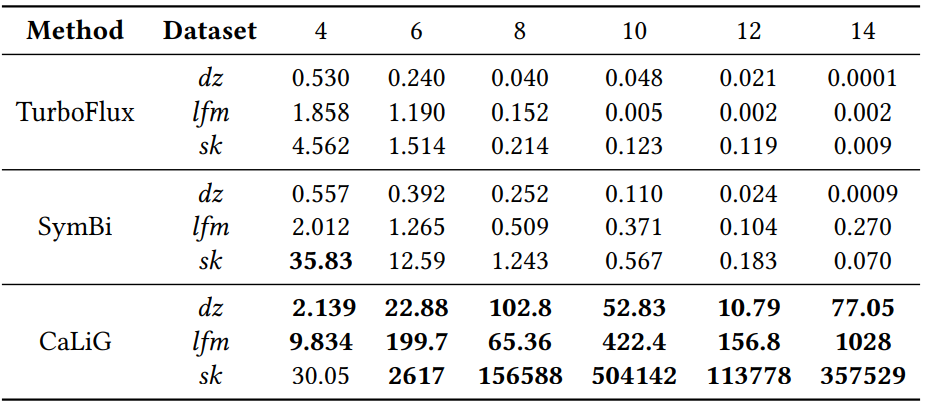 Method Dataset 4 6 8 10 12 14
dz 0.530 0.240 0.040 0.048 0.021 0.0001
TurboFlux lfm 1.858 1.190 0.152 0.005 0.002 0.002
sk 4.562 1.514 0.214 0.123 0.119 0.009
dz 0.557 0.392 0.252 0.110 0.024 0.0009
SymBi lfm 2.012 1.265 0.509 0.371 0.104 0.270
sk 35.83 12.59 1.243 0.567 0.183 0.070
dz 2.139 22.88 102.8 52.83 10.79 77.05
CaLiG lfm 9.834 199.7 65.36 422.4 156.8 1028
sk 30.05 2617 156588 504142 113778 357529